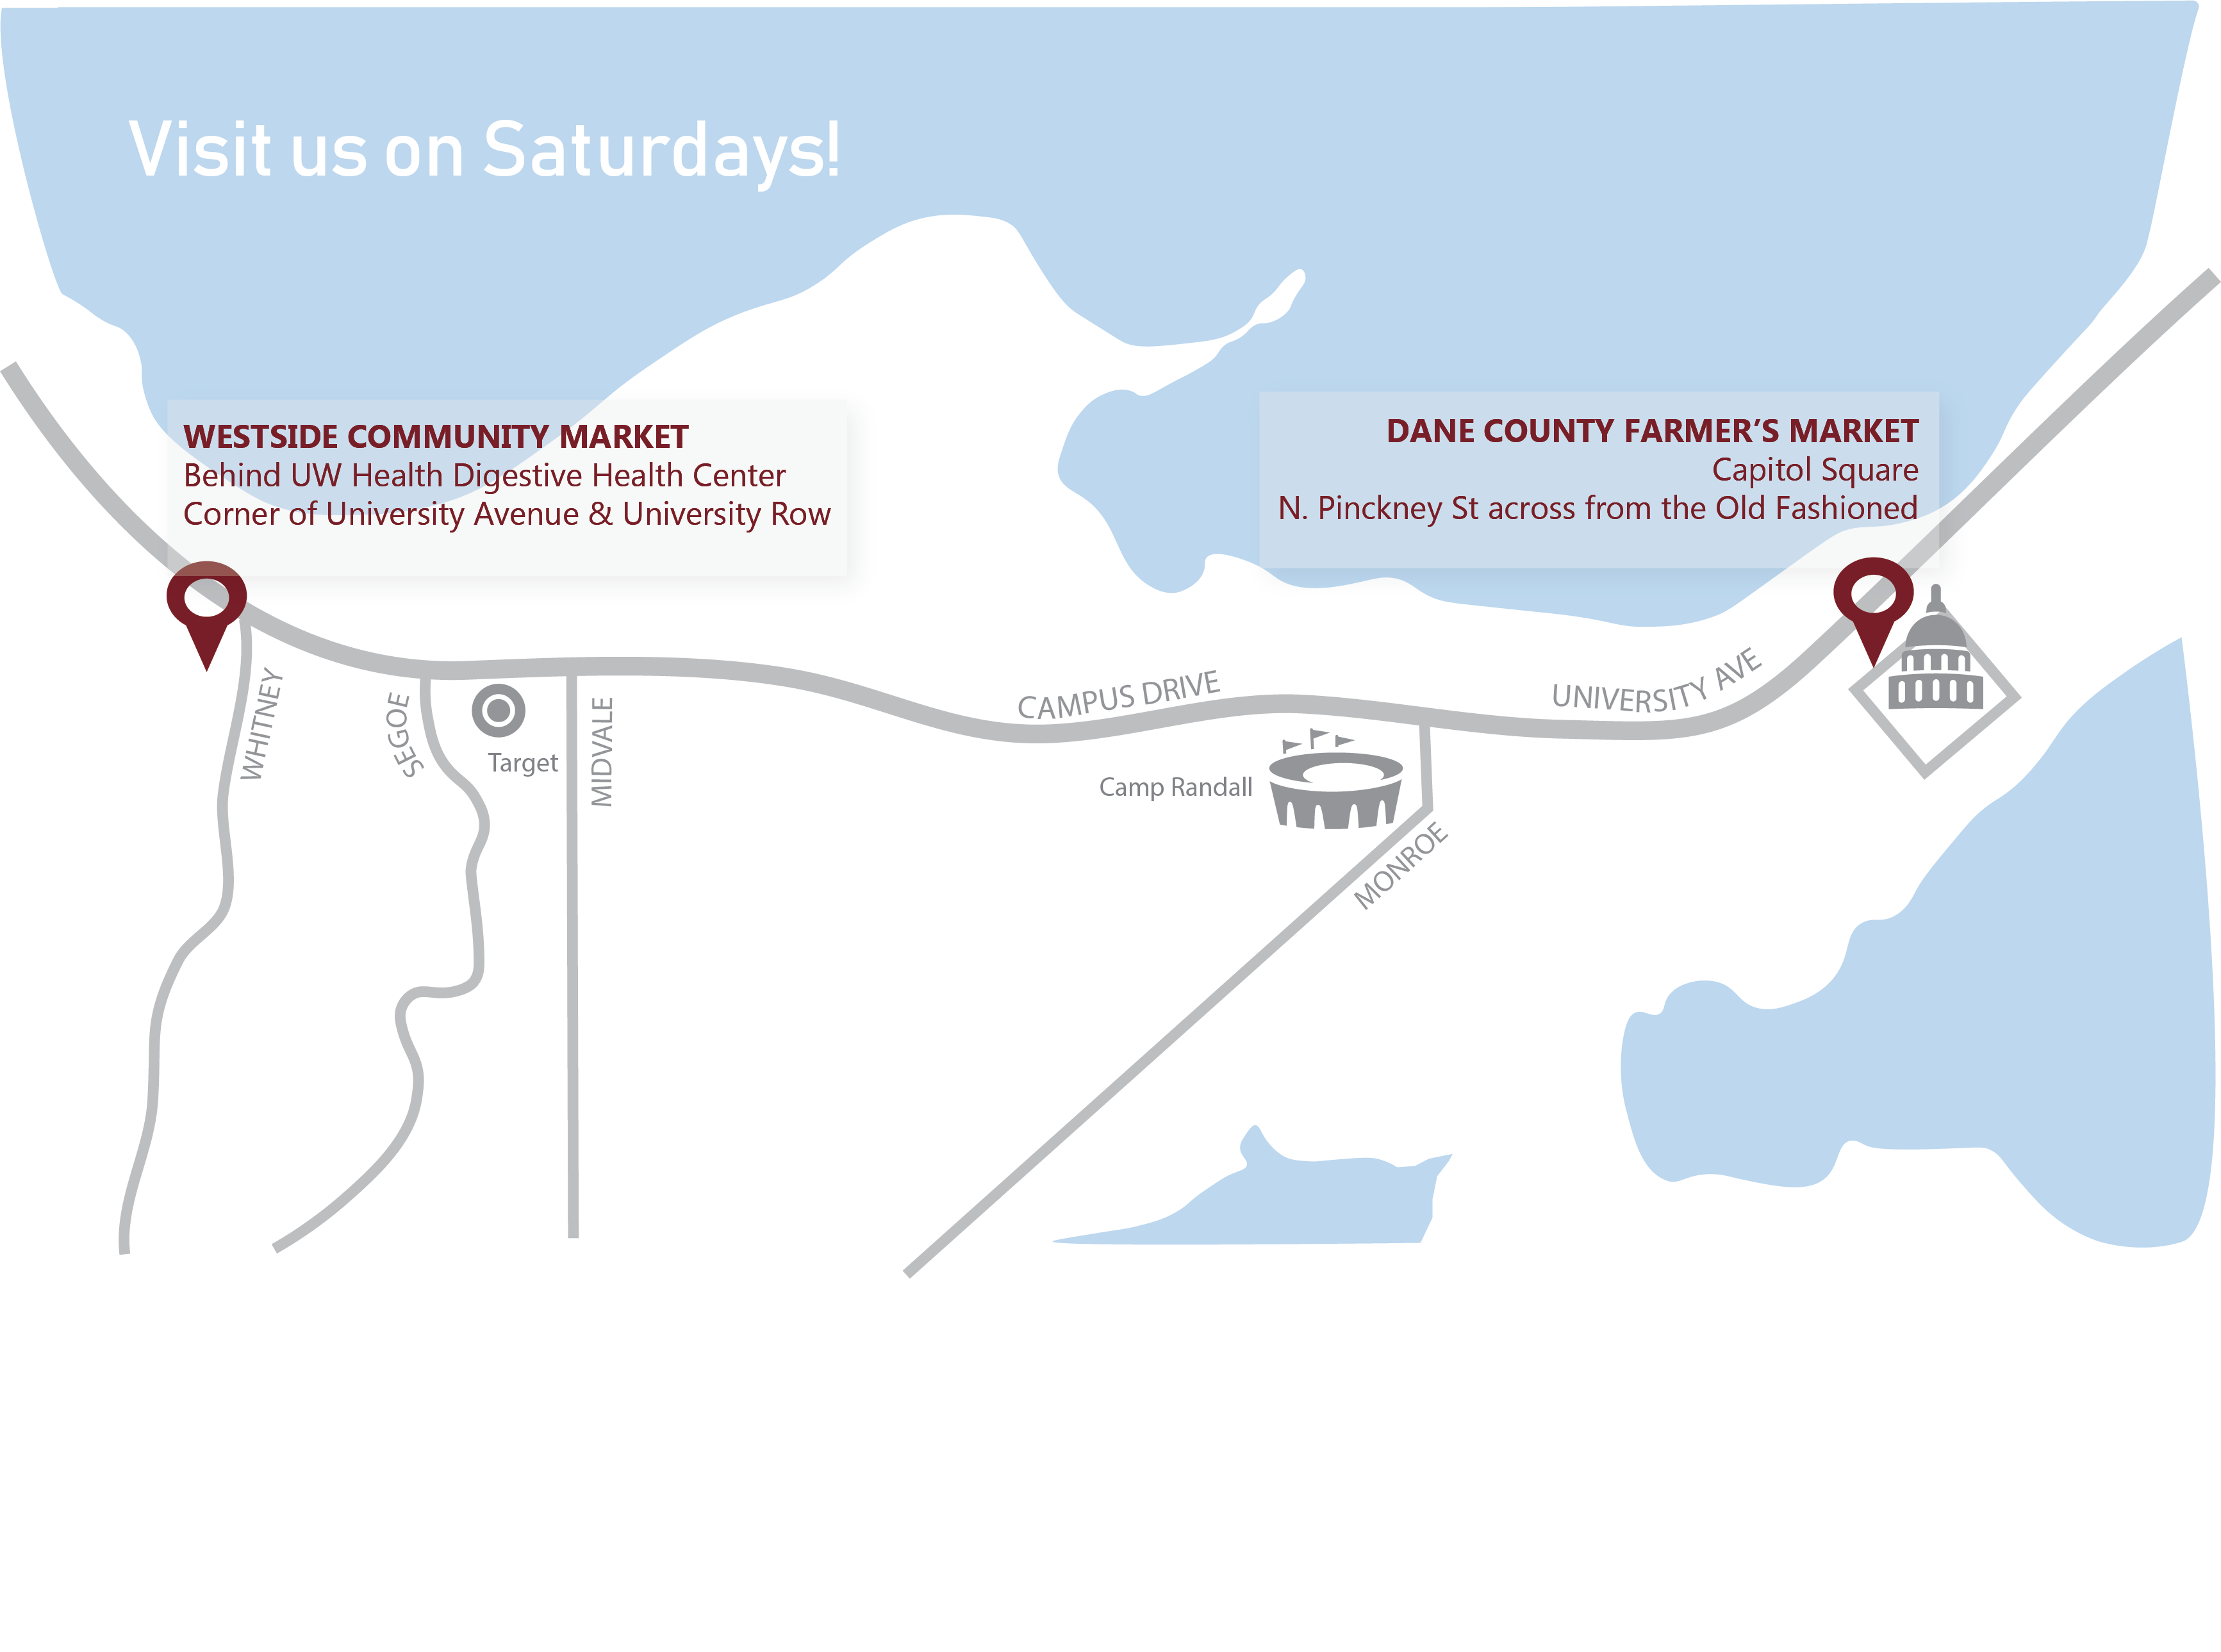 Visit us on Saturdays!
WESTSIDE COMMUNITY MARKET
Behind UW Health Digestive Health Center
Corner of University Avenue & University Row
DANE COUNTY FARMER’S MARKET
Capitol Square
N. Pinckney St across from the Old Fashioned
WHITNEY
SEGOE
Target
MIDVALE
CAMPUS DRIVE
UNIVERSITY AVE
Camp Randall
MONROE